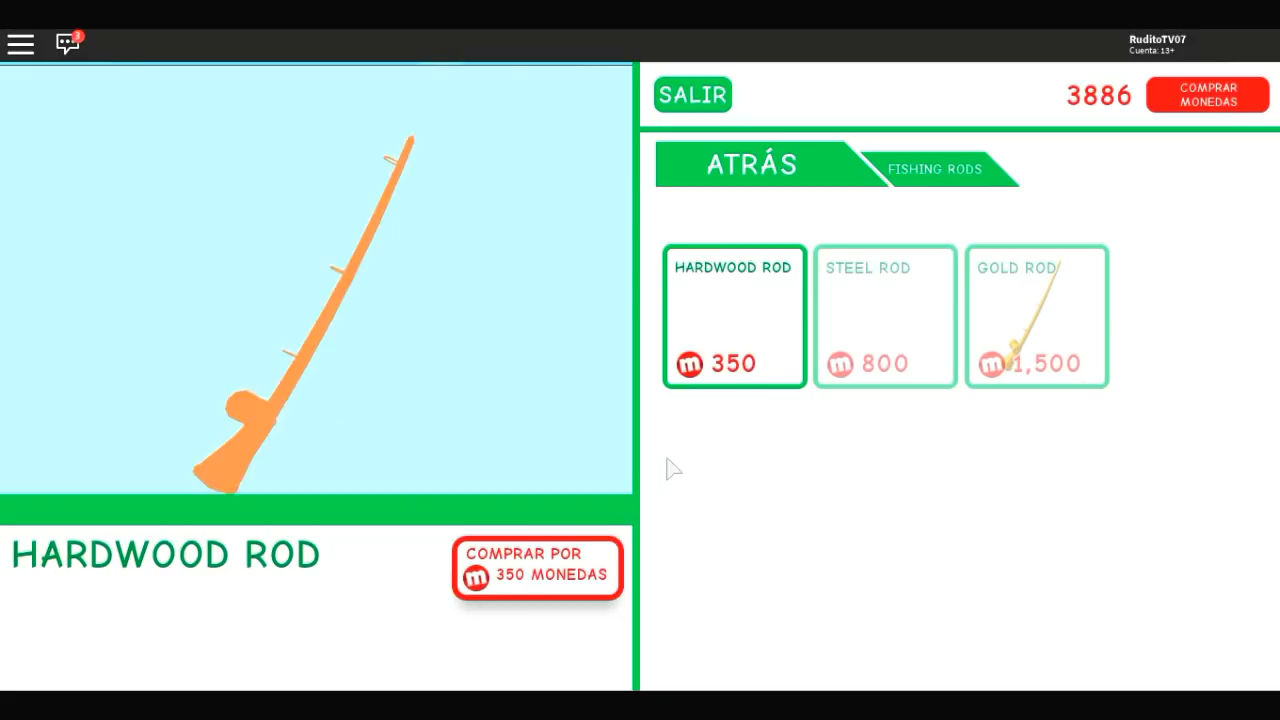 3
RuditoTV07
Cuenta: 13+
SALIR
3886
COMPRAR
MONEDAS
ATRÁS
FISHING RODS
HARDWOOD ROD
m 350
STEEL ROD
m 800
GOLD ROD
m 1,500
HARDWOOD ROD
COMPRAR POR
m 350 MONEDAS